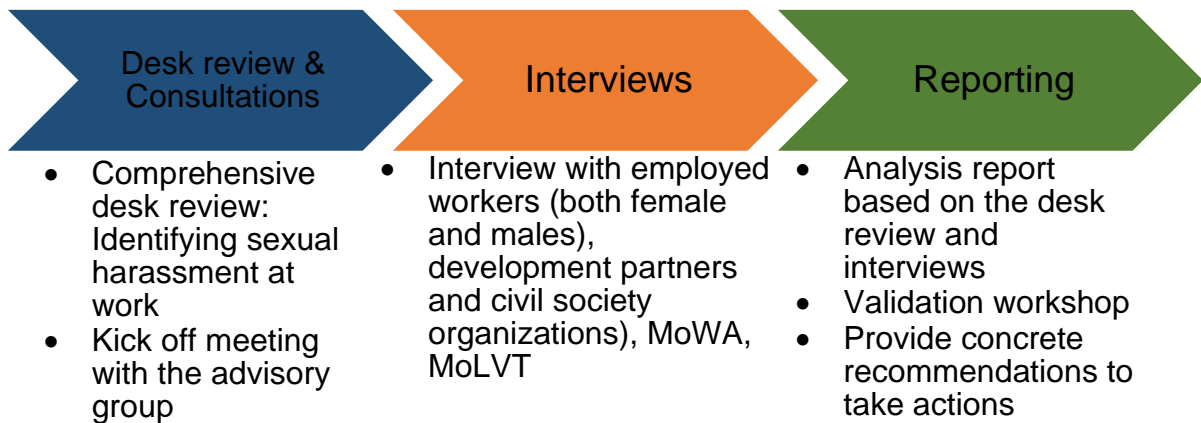 Desk review &
Consultations
Interviews
Reporting
• Comprehensive
desk review:
Identifying sexual
harassment at
work
• Kick off meeting
with the advisory
group
• Interview with employed
workers (both female
and males),
development partners
and civil society
organizations), MoWA,
MoLVT
• Analysis report
based on the desk
review and
interviews
• Validation workshop
• Provide concrete
recommendations to
take actions